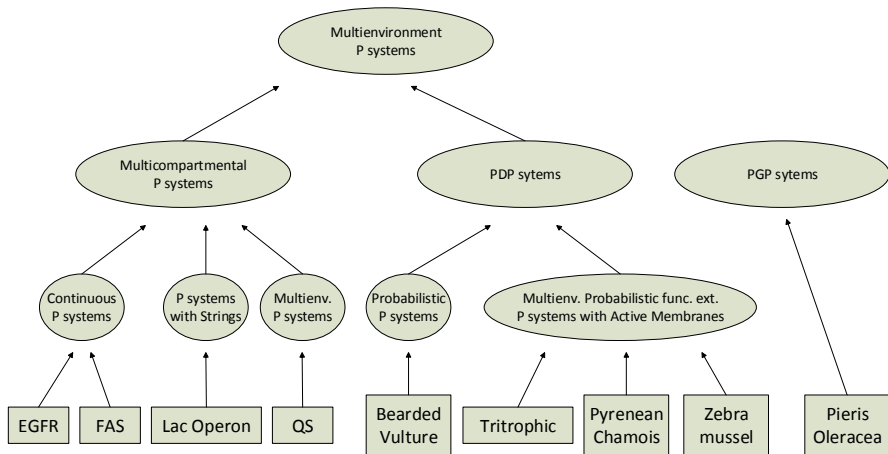 Multienvironment
P systems
Multicompartmental
P systems
PDP sytems
PGP sytems
Continuous
P systems
P systems
with Strings
Multienv.
P systems
Probabilistic
P systems
Multienv. Probabilistic func. ext.
P systems with Active Membranes
EGFR
FAS
Lac Operon
QS
Bearded
Vulture
Tritrophic
Pyrenean
Chamois
Zebra
mussel
Pieris
Oleracea